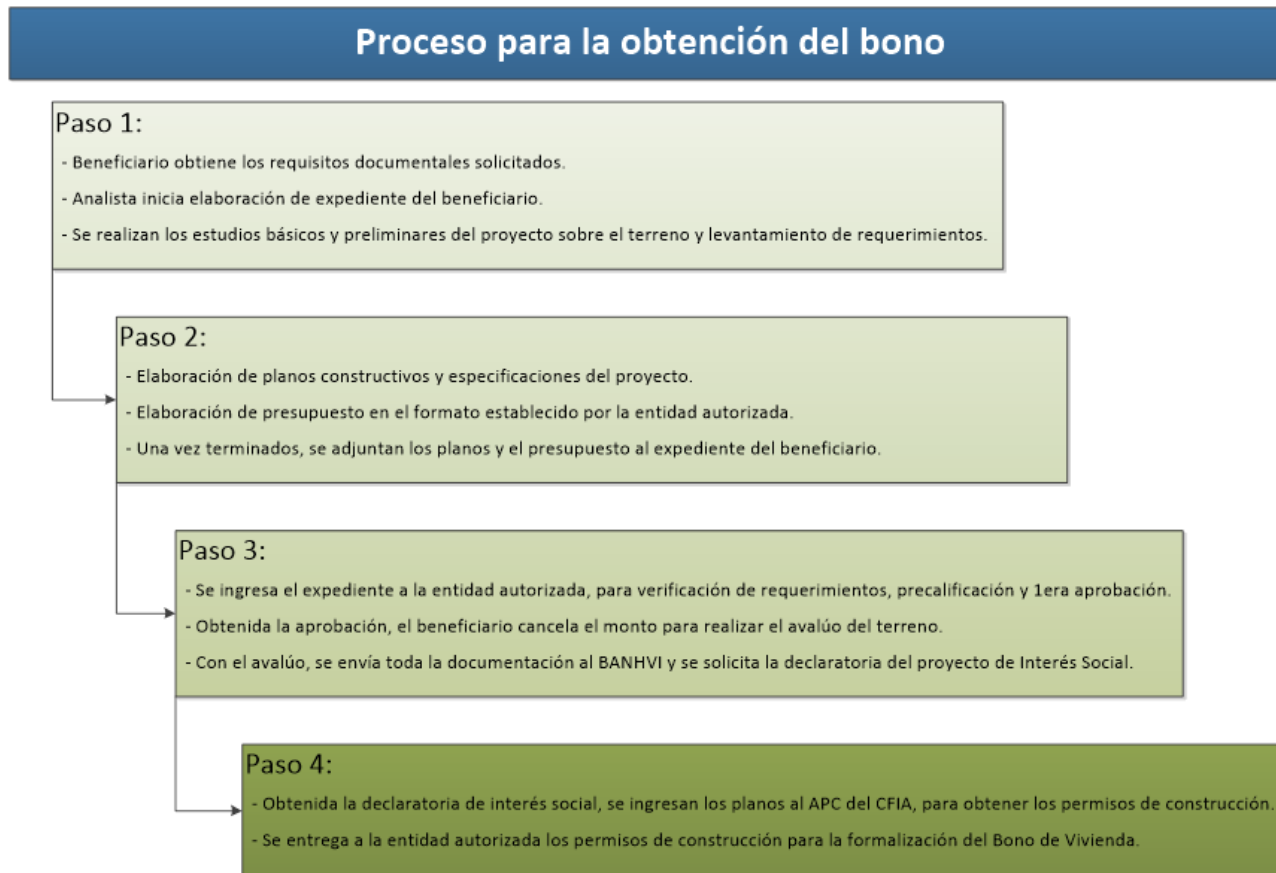 Proceso para la obtención del bono
Paso 1:
- Beneficiario obtiene los requisitos documentales solicitados.
- Analista inicia elaboración de expediente del beneficiario.
- Se realizan los estudios básicos y preliminares del proyecto sobre el terreno y levantamiento de requerimientos.
Paso 2:
- Elaboración de planos constructivos y especificaciones del proyecto.
- Elaboración de presupuesto en el formato establecido por la entidad autorizada.
- Una vez terminados, se adjuntan los planos y el presupuesto al expediente del beneficiario.
Paso 3:
- Se ingresa el expediente a la entidad autorizada, para verificación de requerimientos, precalificación y 1era aprobación.
- Obtenida la aprobación, el beneficiario cancela el monto para realizar el avalúo del terreno.
- Con el avalúo, se envía toda la documentación al BANHVI y se solicita la declaratoria del proyecto de Interés Social.
Paso 4:
- Obtenida la declaratoria de interés social, se ingresan los planos al APC del CFIA, para obtener los permisos de construcción.
- Se entrega a la entidad autorizada los permisos de construcción para la formalización del Bono de Vivienda.